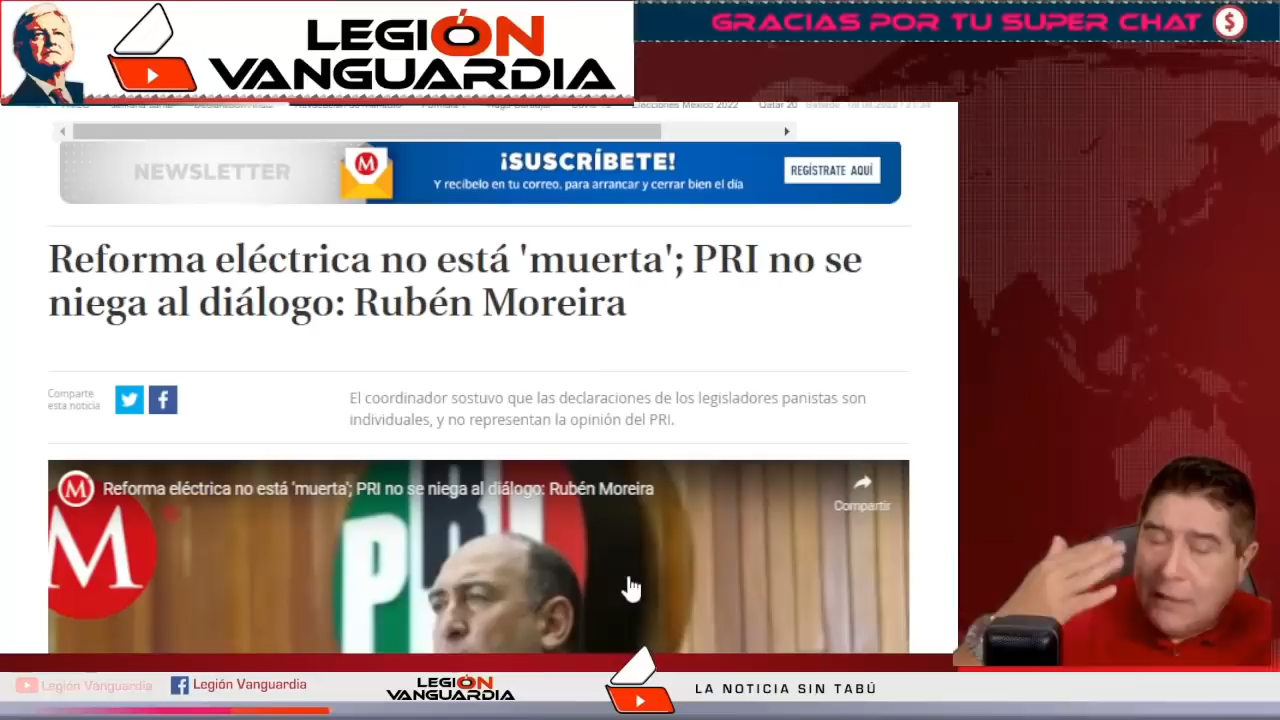 LEGIÓN
VANGUARDIA
GRACIAS POR TU SUPER CHAT $
Elecciones México 2022 Qatar 20
NEWSLETTER
M
¡SUSCRÍBETE!
Y recíbelo en tu correo, para arrancar y cerrar bien el día
REGÍSTRATE AQUÍ
Reforma eléctrica no está 'muerta'; PRI no se
niega al diálogo: Rubén Moreira
Comparte
esta noticia
El coordinador sostuvo que las declaraciones de los legisladores panistas son
individuales, y no representan la opinión del PRI.
M Reforma eléctrica no está 'muerta'; PRI no se niega al diálogo: Rubén Moreira
Compartir
M
PRI
Legión Vanguardia
Legión Vanguardia
LEGIÓN
VANGUARDIA
LA NOTICIA SIN TABÚ